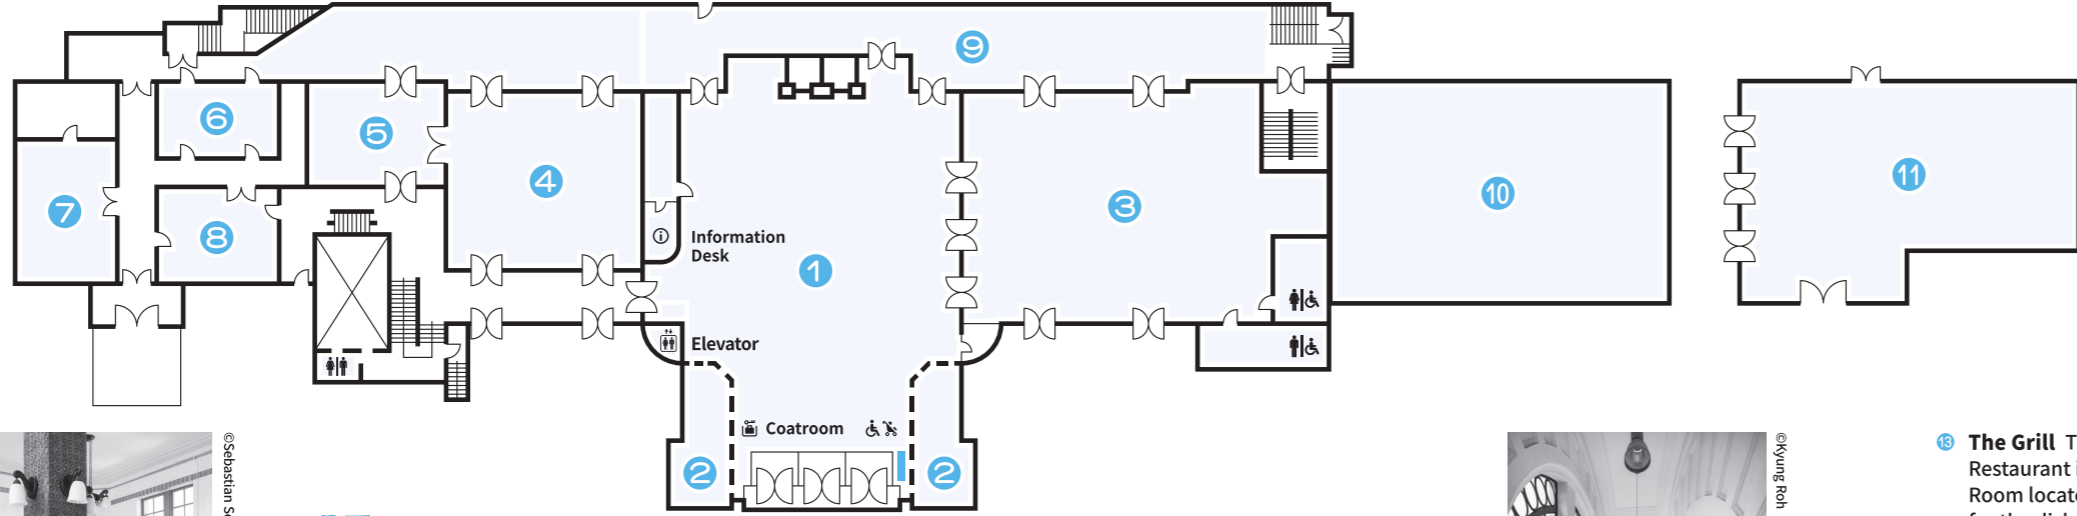 9
6
5
4
7
8
3
10
11
Information
Desk
1
Elevator
Coatroom
2
2
©Sebastian
©Kyung Roh
13 The Grill
Restaurant
Room